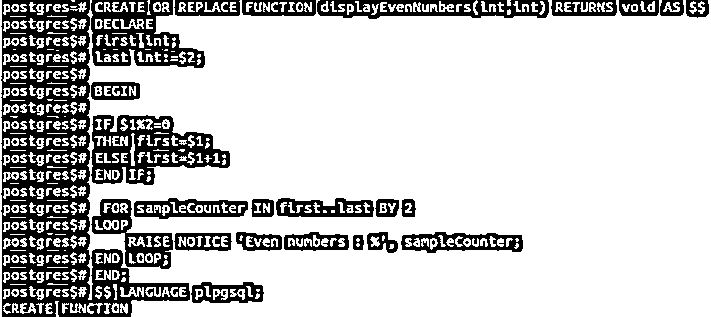 postgres=# CREATE OR REPLACE FUNCTION displayEvenNumbers(int,int) RETURNS void AS $$
postgres$# DECLARE
postgres$# first int;
postgres$# last int:=$2;
postgres$#
postgres$# BEGIN
postgres$#
postgres$# IF $1%2=0
postgres$# THEN first=$1;
postgres$# ELSE first=$1+1;
postgres$# END IF;
postgres$#
postgres$# FOR sampleCounter IN first..last BY 2
postgres$# LOOP
postgres$# RAISE NOTICE 'Even numbers : %', sampleCounter;
postgres$# END LOOP;
postgres$# END;
postgres$# $$ LANGUAGE plpgsql;
CREATE FUNCTION